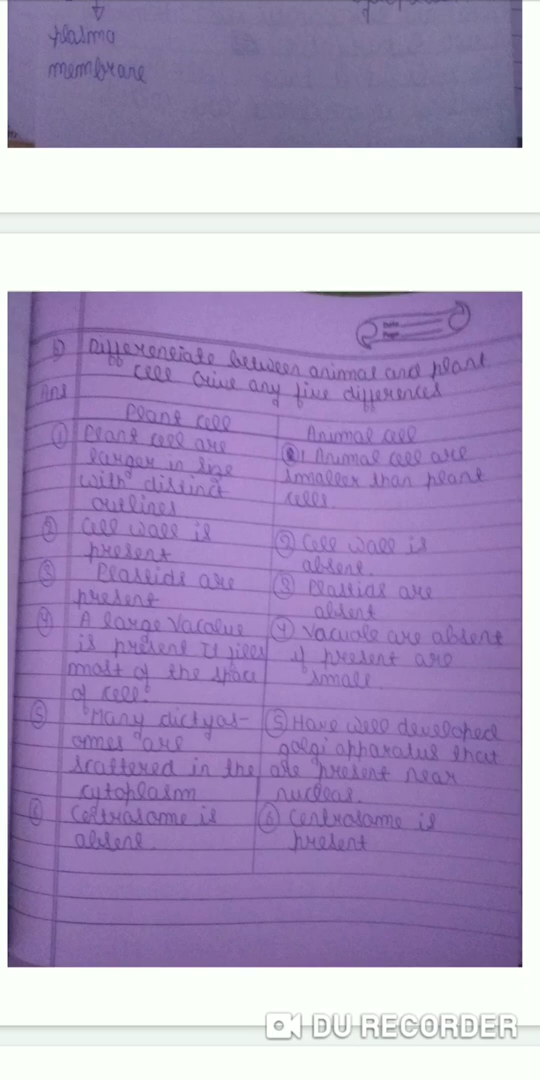 plasma
membrane
Differenciate between animal and plant
cell Give any five differences
Ans
Plant cell
Animal cell
① Plant cell are
larger in size
with distinct
outlines
① Animal cell are
smaller than plant
cells.
② Cell wall is
present
② Cell wall is
absent.
③ Plastids are
present
③ Plastids are
absent
④ A large Vacalue
is present It filles
most of the space
of cell.
④ Vacuole are absent
if present are
small.
⑤ Many dictyos-
omes are
scattered in the
cytoplasm
⑤ Have well developed
golgi apparatus that
are present near
nucleas.
⑥ Centrosome is
absent.
⑥ Centrosome is
present
DU RECORDER